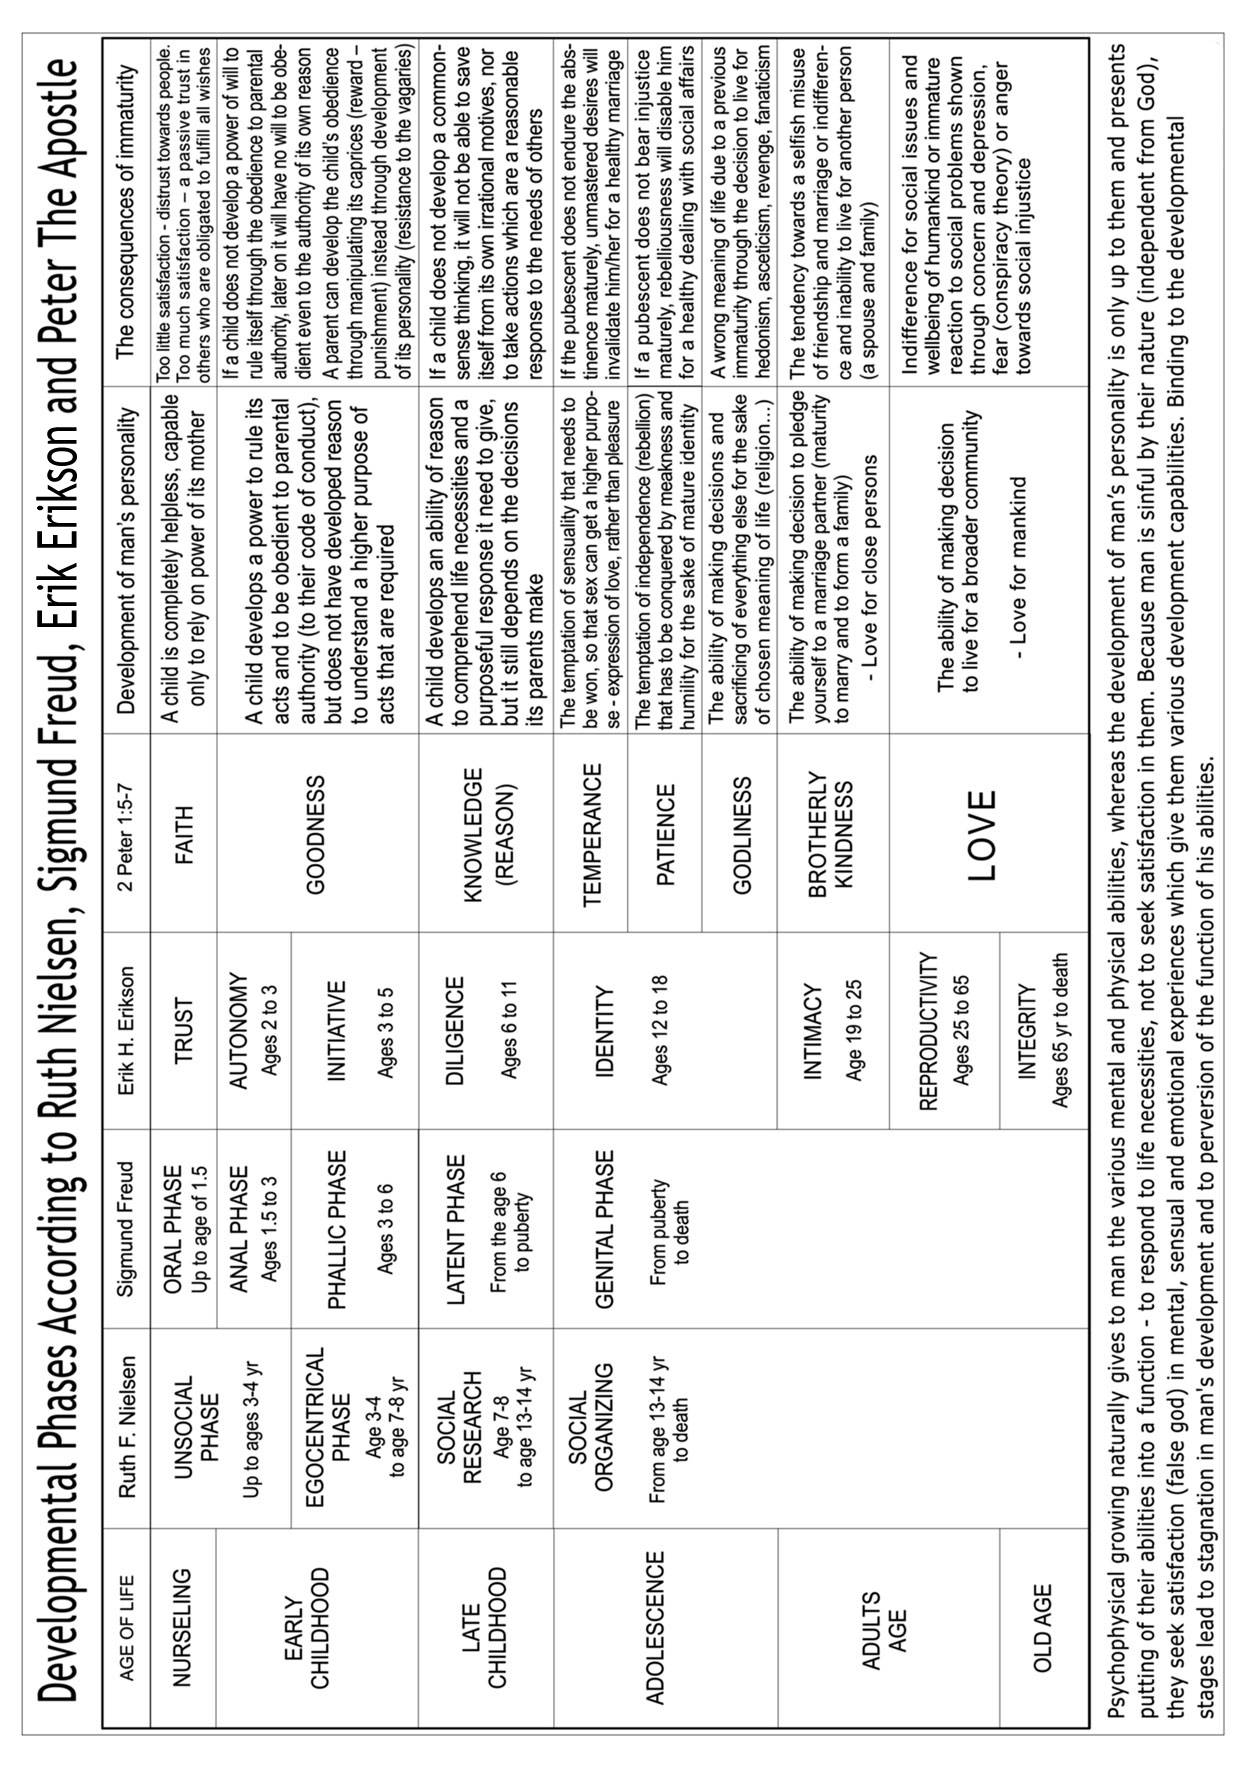 Developmental Phases According to Ruth Nielsen, Sigmund Freud, Erik Erikson and Peter The Apostle
AGE OF LIFE
Ruth F. Nielsen
Sigmund Freud
Erik H. Erikson
2 Peter 1:5-7
Development of man's personality
The consequences of immaturity
NURSELING
UNSOCIAL
PHASE
Up to ages 3-4 yr
ORAL PHASE
Up to age of 1.5
TRUST
FAITH
A child is completely helpless, capable
only to rely on power of its mother
Too little satisfaction - distrust towards people.
Too much satisfaction – a passive trust in
others who are obligated to fulfill all wishes
EARLY
CHILDHOOD
ANAL PHASE
Ages 1.5 to 3
AUTONOMY
Ages 2 to 3
EGOCENTRICAL
PHASE
Age 3-4
to age 7-8 yr
PHALLIC PHASE
Ages 3 to 6
INITIATIVE
Ages 3 to 5
GOODNESS
A child develops a power to rule its
acts and to be obedient to parental
authority (to their code of conduct),
but does not have developed reason
to understand a higher purpose of
acts that are required
If a child does not develop a power of will to
rule itself through the obedience to parental
authority, later on it will have no will to be obe-
dient even to the authority of its own reason
A parent can develop the child's obedience
through manipulating its caprices (reward –
punishment) instead through development
of its personality (resistance to the vagaries)
LATE
CHILDHOOD
SOCIAL
RESEARCH
Age 7-8
to age 13-14 yr
LATENT PHASE
From the age 6
to puberty
DILIGENCE
Ages 6 to 11
KNOWLEDGE
(REASON)
A child develops an ability of reason
to comprehend life necessities and a
purposeful response it need to give,
but it still depends on the decisions
its parents make
If a child does not develop a common-
sense thinking, it will not be able to save
itself from its own irrational motives, nor
to take actions which are a reasonable
response to the needs of others
ADOLESCENCE
SOCIAL
ORGANIZING
From age 13-14 yr
to death
GENITAL PHASE
From puberty
to death
IDENTITY
Ages 12 to 18
TEMPERANCE
The temptation of sensuality that needs to
be won, so that sex can get a higher purpo-
se - expression of love, rather than pleasure
If the pubescent does not endure the abs-
tinence maturely, unmastered desires will
invalidate him/her for a healthy marriage
PATIENCE
The temptation of independence (rebellion)
that has to be conquered by meakness and
humility for the sake of mature identity
If a pubescent does not bear injustice
maturely, rebelliousness will disable him
for a healthy dealing with social affairs
GODLINESS
The ability of making decisions and
sacrificing of everything else for the sake
of chosen meaning of life (religion...)
A wrong meaning of life due to a previous
immaturity through the decision to live for
hedonism, asceticism, revenge, fanaticism
ADULTS
AGE
INTIMACY
Age 19 to 25
BROTHERLY
KINDNESS
The ability of making decision to pledge
yourself to a marriage partner (maturity
to marry and to form a family)
- Love for close persons
The tendency towards a selfish misuse
of friendship and marriage or indifferen-
ce and inability to live for another person
(a spouse and family)
REPRODUCTIVITY
Ages 25 to 65
LOVE
The ability of making decision
to live for a broader community
- Love for mankind
Indifference for social issues and
wellbeing of humankind or immature
reaction to social problems shown
through concern and depression,
fear (conspiracy theory) or anger
towards social injustice
OLD AGE
INTEGRITY
Ages 65 yr to death
Psychophysical growing naturally gives to man the various mental and physical abilities, whereas the development of man's personality is only up to them and presents
putting of their abilities into a function - to respond to life necessities, not to seek satisfaction in them. Because man is sinful by their nature (independent from God),
they seek satisfaction (false god) in mental, sensual and emotional experiences which give them various development capabilities. Binding to the developmental
stages lead to stagnation in man's development and to perversion of the function of his abilities.